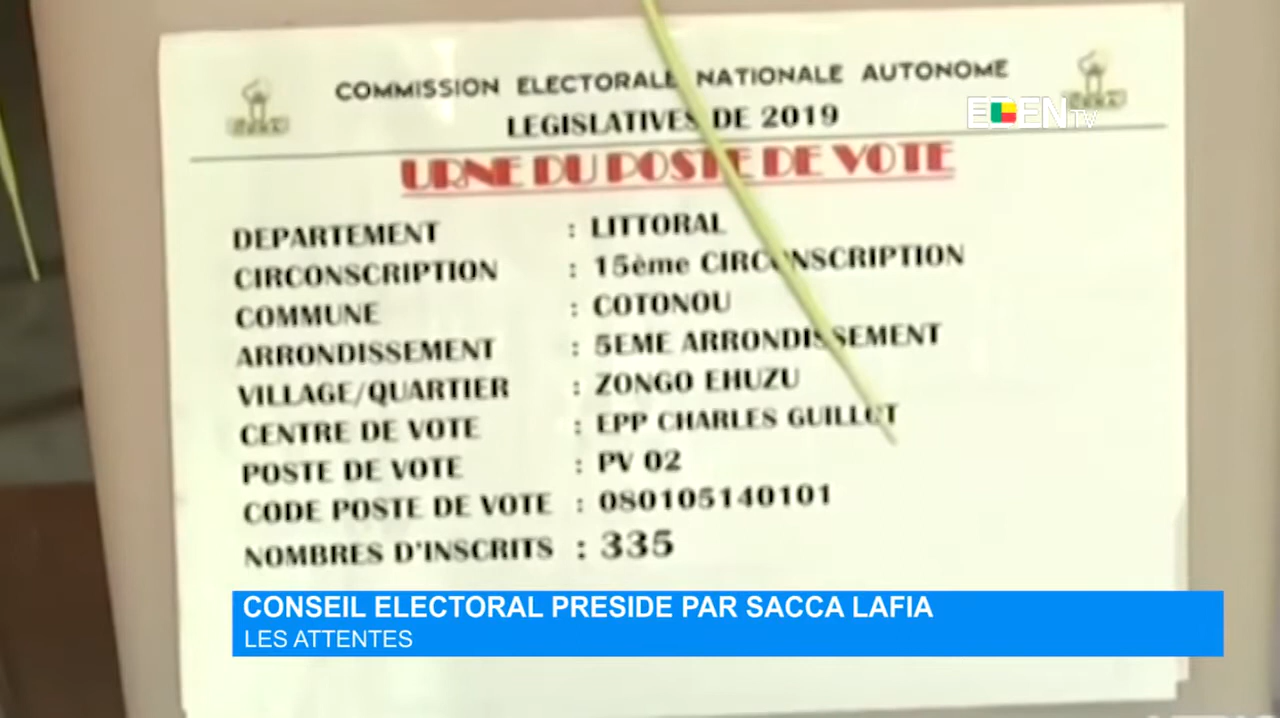 COMMISSION ELECTORALE NATIONALE AUTONOME
EDEN TV
LEGISLATIVES DE 2019
URNE DU POSTE DE VOTE
DEPARTEMENT : LITTORAL
CIRCONSCRIPTION : 15ème CIRCONSCRIPTION
COMMUNE : COTONOU
ARRONDISSEMENT : 5EME ARRONDISSEMENT
VILLAGE/QUARTIER : ZONGO EHUZU
CENTRE DE VOTE : EPP CHARLES GUILLOT
POSTE DE VOTE : PV 02
CODE POSTE DE VOTE : 080105140101
NOMBRES D'INSCRITS : 335
CONSEIL ELECTORAL PRESIDE PAR SACCA LAFIA
LES ATTENTES